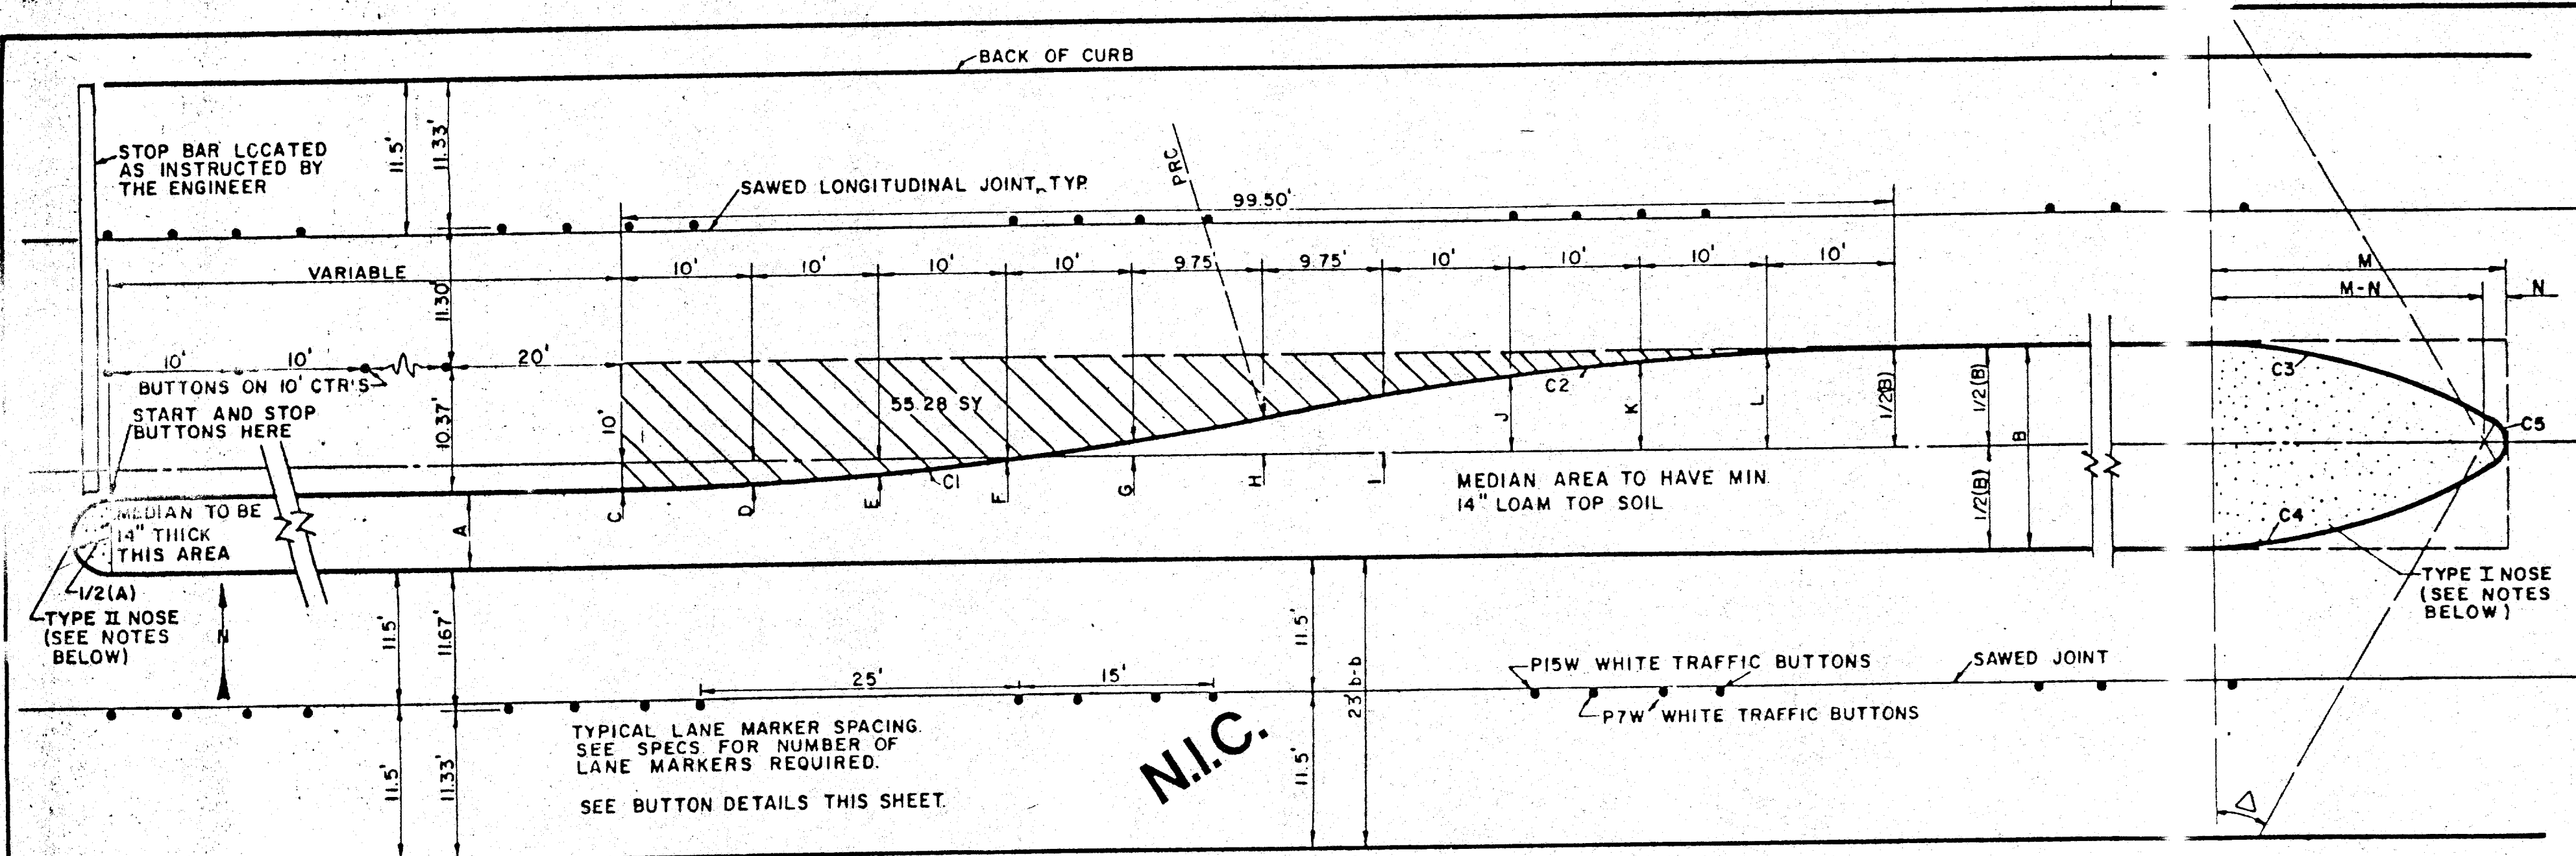 BACK OF CURB
STOP BAR LOCATED
AS INSTRUCTED BY
THE ENGINEER
11.5'
11.33'
SAWED LONGITUDINAL JOINT, TYP.
PRC
99.50'
VARIABLE
10'
10'
10'
10'
9.75'
9.75'
10'
10'
10'
10'
11.30'
M
M-N
N
10'
10'
20'
BUTTONS ON 10' CTR'S
START AND STOP
BUTTONS HERE
10.37'
10'
55.28 SY
C1
C2
C3
C4
C5
J
K
L
1/2(B)
1/2(B)
B
1/2(B)
C
D
E
F
G
H
I
A
MEDIAN AREA TO HAVE MIN.
14" LOAM TOP SOIL
MEDIAN TO BE
14" THICK
THIS AREA
1/2(A)
TYPE II NOSE
(SEE NOTES
BELOW)
N
TYPE I NOSE
(SEE NOTES
BELOW)
11.5'
11.67'
11.5'
23' b-b
25'
15'
P15W WHITE TRAFFIC BUTTONS
SAWED JOINT
P7W WHITE TRAFFIC BUTTONS
TYPICAL LANE MARKER SPACING.
SEE SPECS. FOR NUMBER OF
LANE MARKERS REQUIRED.
SEE BUTTON DETAILS THIS SHEET.
11.5'
11.33'
N.I.C.
11.5'
Δ